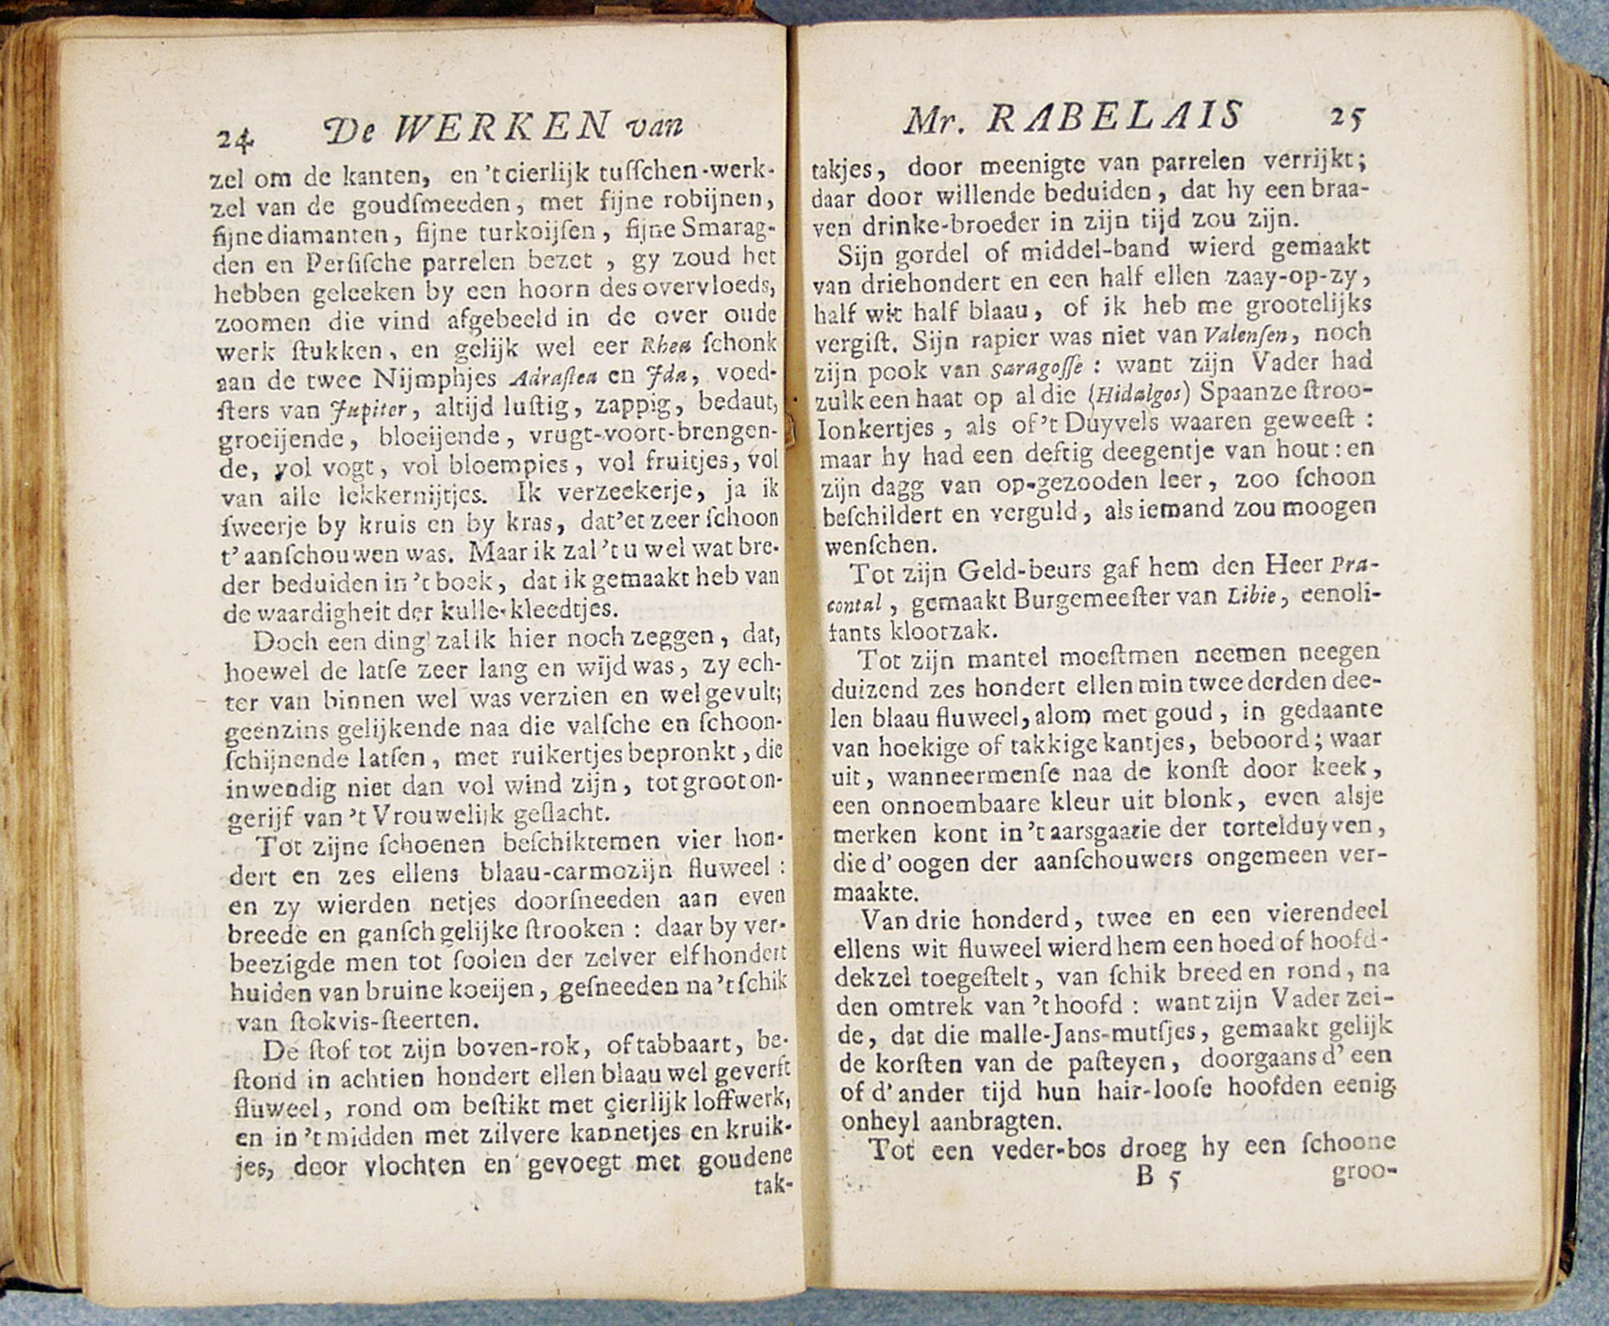 24 De WERKEN van
zel om de kanten, en 't cierlijk tuſſchen-werk-
zel van de goudſmeeden, met fijne robijnen,
fijne diamanten, fijne turkoijſen, fijne Smarag-
den en Perſiſche parrelen bezet, gy zoud het
hebben geleeken by een hoorn des overvloeds,
zoomen die vind afgebeeld in de over oude
werk ſtukken, en gelijk wel eer Rhea ſchonk
aan de twee Nijmphjes Adraſtea en Jda, voed-
ſters van Jupiter, altijd luſtig, zappig, bedaut,
groeijende, bloeijende, vrugt-voort-brengen-
de, vol vogt, vol bloempies, vol fruitjes, vol
van alle lekkernijtjes. Ik verzeekerje, ja ik
ſweerje by kruis en by kras, dat'et zeer ſchoon
t'aanſchouwen was. Maar ik zal 't u wel wat bre-
der beduiden in 't boek, dat ik gemaakt heb van
de waardigheit der kulle-kleedtjes.
Doch een ding zal ik hier noch zeggen, dat,
hoewel de latſe zeer lang en wijd was, zy ech-
ter van binnen wel was verzien en wel gevult;
geenzins gelijkende naa die valſche en ſchoon-
ſchijnende latſen, met ruikertjes bepronkt, die
inwendig niet dan vol wind zijn, tot groot on-
gerijf van 't Vrouwelijk geſlacht.
Tot zijne ſchoenen beſchiktemen vier hon-
dert en zes ellens blaau-carmozijn fluweel:
en zy wierden netjes doorſneeden aan even
breede en ganſch gelijke ſtrooken: daar by ver-
beezigde men tot ſoolen der zelver elfhondert
huiden van bruine koeijen, geſneeden na 't ſchik
van ſtokvis-ſteerten.
De ſtof tot zijn boven-rok, of tabbaart, be-
ſtond in achtien hondert ellen blaau wel geverft
fluweel, rond om beſtikt met çierlijk loffwerk,
en in 't midden met zilvere kannetjes en kruik-
jes, door vlochten en gevoegt met goudene
tak-
Mr. RABELAIS 25
takjes, door meenigte van parrelen verrijkt;
daar door willende beduiden, dat hy een braa-
ven drinke-broeder in zijn tijd zou zijn.
Sijn gordel of middel-band wierd gemaakt
van driehondert en een half ellen zaay-op-zy,
half wit half blaau, of ik heb me grootelijks
vergiſt. Sijn rapier was niet van Valenſen, noch
zijn pook van Saragoſſe: want zijn Vader had
zulk een haat op al die (Hidalgos) Spaanze ſtroo-
Ionkertjes, als of 't Duyvels waaren geweeſt:
maar hy had een deftig deegentje van hout: en
zijn dagg van op-gezooden leer, zoo ſchoon
beſchildert en verguld, als iemand zou moogen
wenſchen.
Tot zijn Geld-beurs gaf hem den Heer Pra-
contal, gemaakt Burgemeeſter van Libie, een oli-
fants klootzak.
Tot zijn mantel moeſtmen neemen neegen
duizend zes hondert ellen min twee derden dee-
len blaau fluweel, alom met goud, in gedaante
van hoekige of takkige kantjes, beboord; waar
uit, wanneermenſe naa de konſt door keek,
een onnoembaare kleur uit blonk, even alsje
merken kont in 't aarsgaatie der tortelduyven,
die d'oogen der aanſchouwers ongemeen ver-
maakte.
Van drie honderd, twee en een vierendeel
ellens wit fluweel wierd hem een hoed of hoofd-
dekzel toegeſtelt, van ſchik breed en rond, na
den omtrek van 't hoofd: want zijn Vader zei-
de, dat die malle-Jans-mutſjes, gemaakt gelijk
de korſten van de paſteyen, doorgaans d'een
of d'ander tijd hun hair-looſe hoofden eenig
onheyl aanbragten.
Tot een veder-bos droeg hy een ſchoone
B 5 groo-